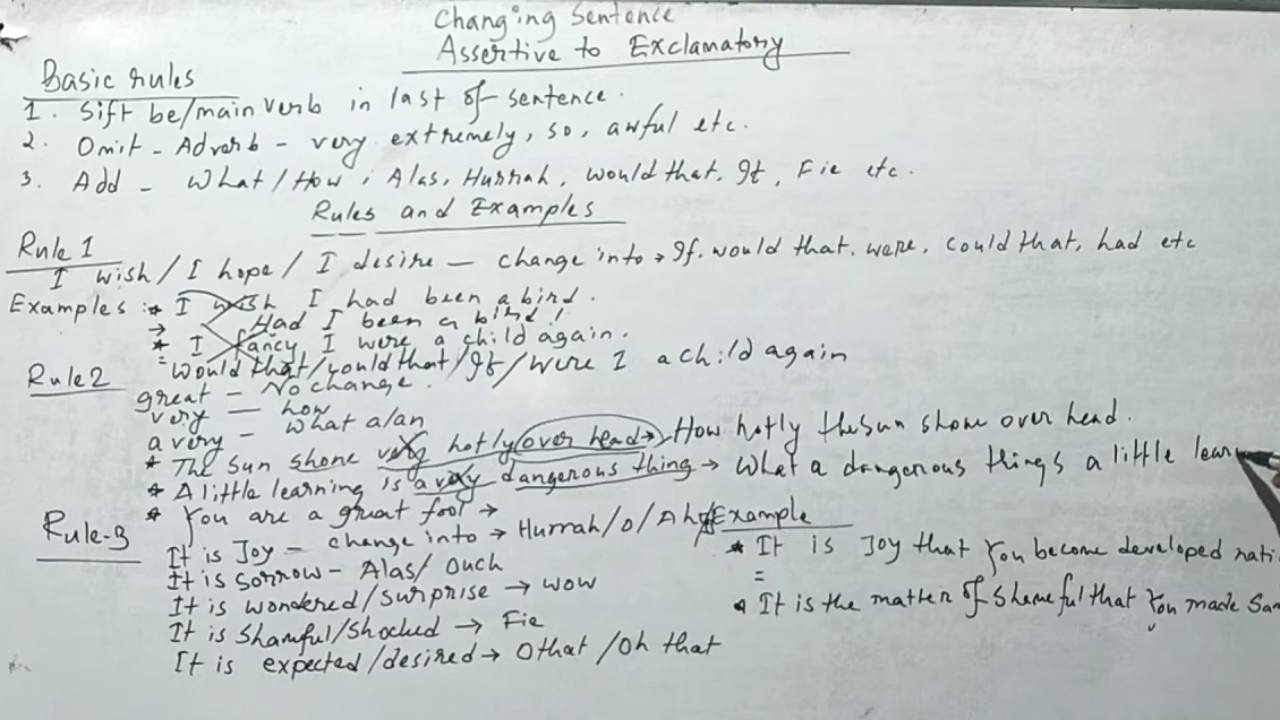 Changing Sentence
Assertive to Exclamatory
Basic rules
1. Sift be/main verb in last of sentence.
2. Omit - Adverb - very extremely, so, awful etc.
3. Add - What/How, Alas, Hurrah, would that, If, Fie etc.
Rules and Examples
Rule 1
I wish / I hope / I desire - change into → If. would that. were, could that, had etc
Examples :* I wish I had been a bird.
→ Had I been a bird!
* I fancy I were a child again.
= Would that/could that/If/Were I a child again
Rule 2
great - No change.
very - how
a very - What a/an
* The Sun shone very hotly over head → How hotly the sun shone over head.
* A little learning is a very dangerous thing → What a dangerous things a little lear
* You are a great fool →
Rule-3
It is Joy - change into → Hurrah/O/Ah
It is sorrow - Alas/ Ouch
It is wondered/surprise → wow
It is Shamful/Shocked → Fie
It is expected/desired → O that /Oh that
Example
* It is Joy that you become developed nati
=
* It is the matter of Shameful that you made Sam